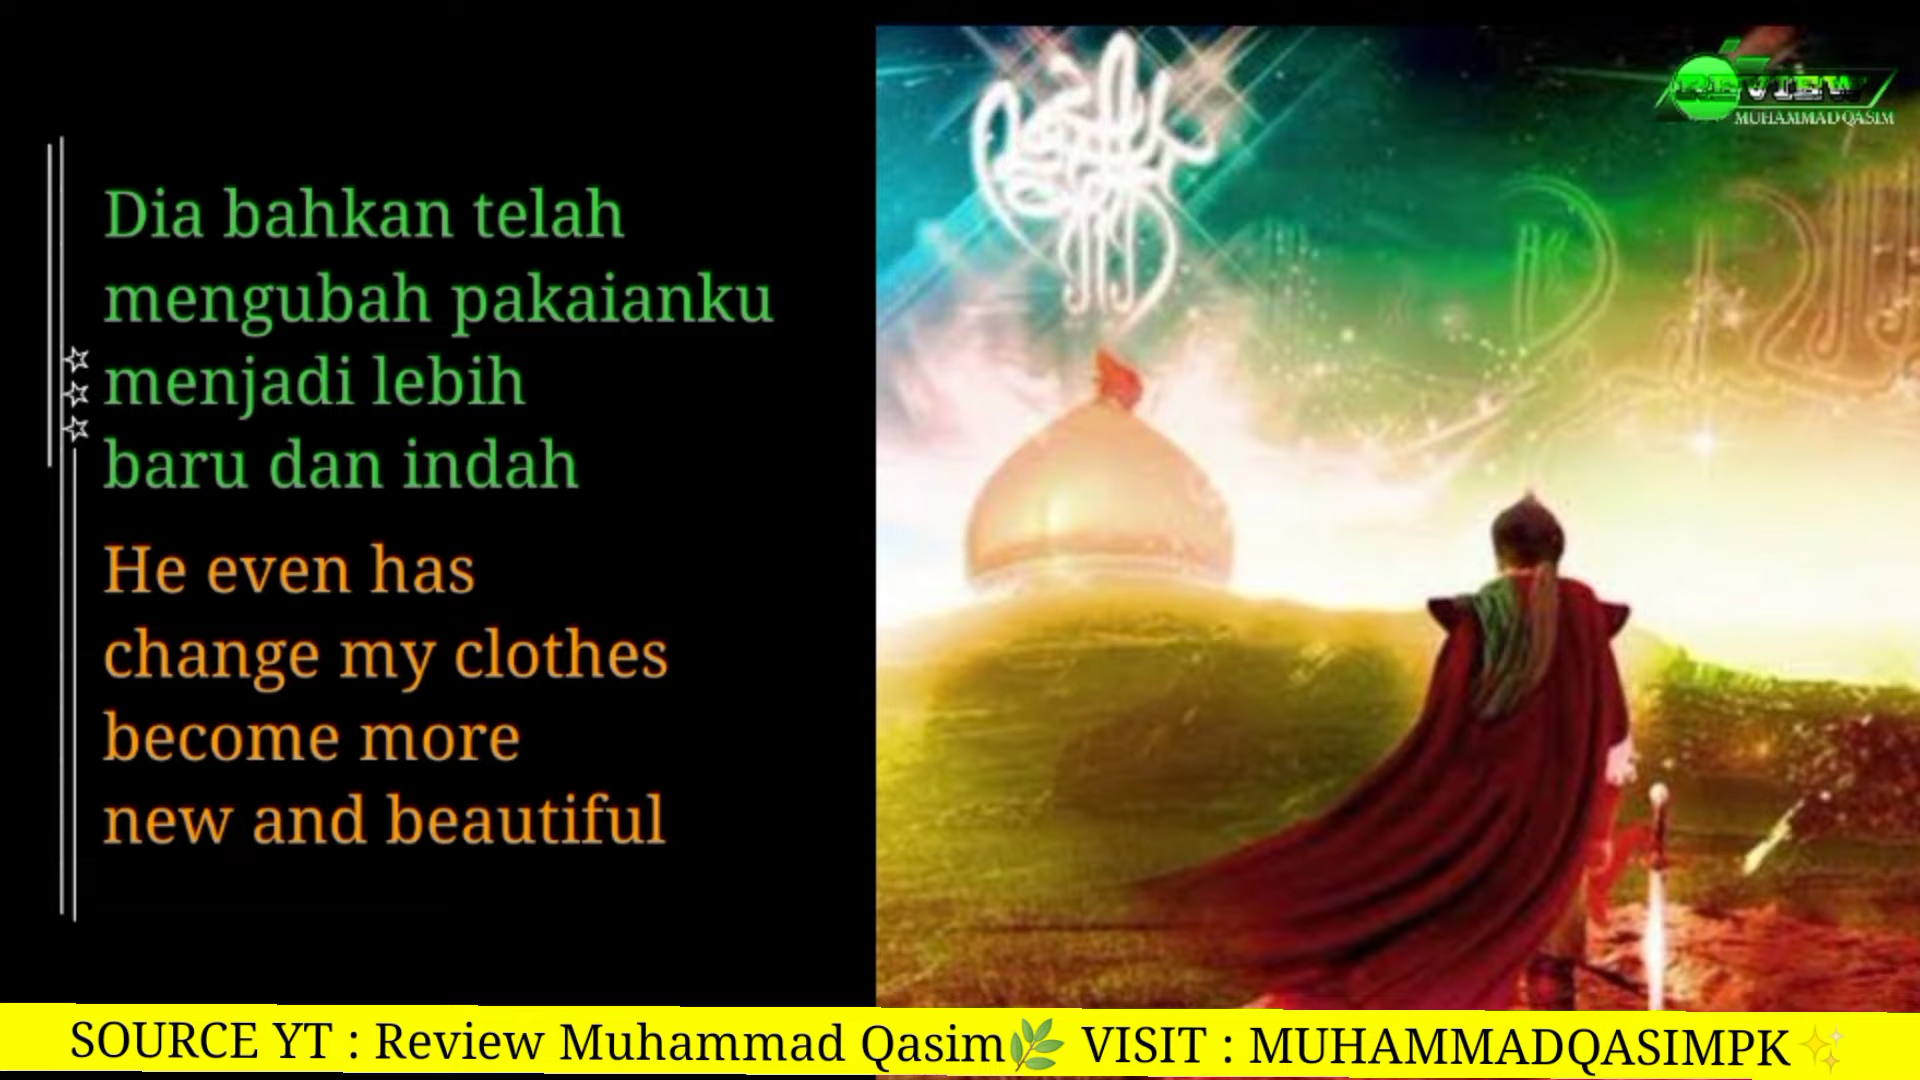 Dia bahkan telah
mengubah pakaianku
menjadi lebih
baru dan indah
He even has
change my clothes
become more
new and beautiful
REVIEW
MUHAMMAD QASIM
SOURCE YT : Review Muhammad Qasim🌿 VISIT : MUHAMMADQASIMPK✨